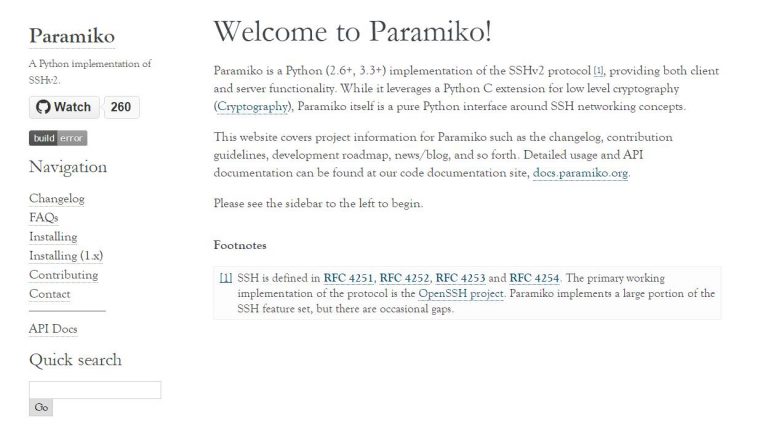 Paramiko
A Python implementation of
SSHv2.
Watch 260
build error
Navigation
Changelog
FAQs
Installing
Installing (1.x)
Contributing
Contact
API Docs
Quick search
Go
Welcome to Paramiko!
Paramiko is a Python (2.6+, 3.3+) implementation of the SSHv2 protocol [1], providing both client
and server functionality. While it leverages a Python C extension for low level cryptography
(Cryptography), Paramiko itself is a pure Python interface around SSH networking concepts.
This website covers project information for Paramiko such as the changelog, contribution
guidelines, development roadmap, news/blog, and so forth. Detailed usage and API
documentation can be found at our code documentation site, docs.paramiko.org.
Please see the sidebar to the left to begin.
Footnotes
[1] SSH is defined in RFC 4251, RFC 4252, RFC 4253 and RFC 4254. The primary working
implementation of the protocol is the OpenSSH project. Paramiko implements a large portion of the
SSH feature set, but there are occasional gaps.